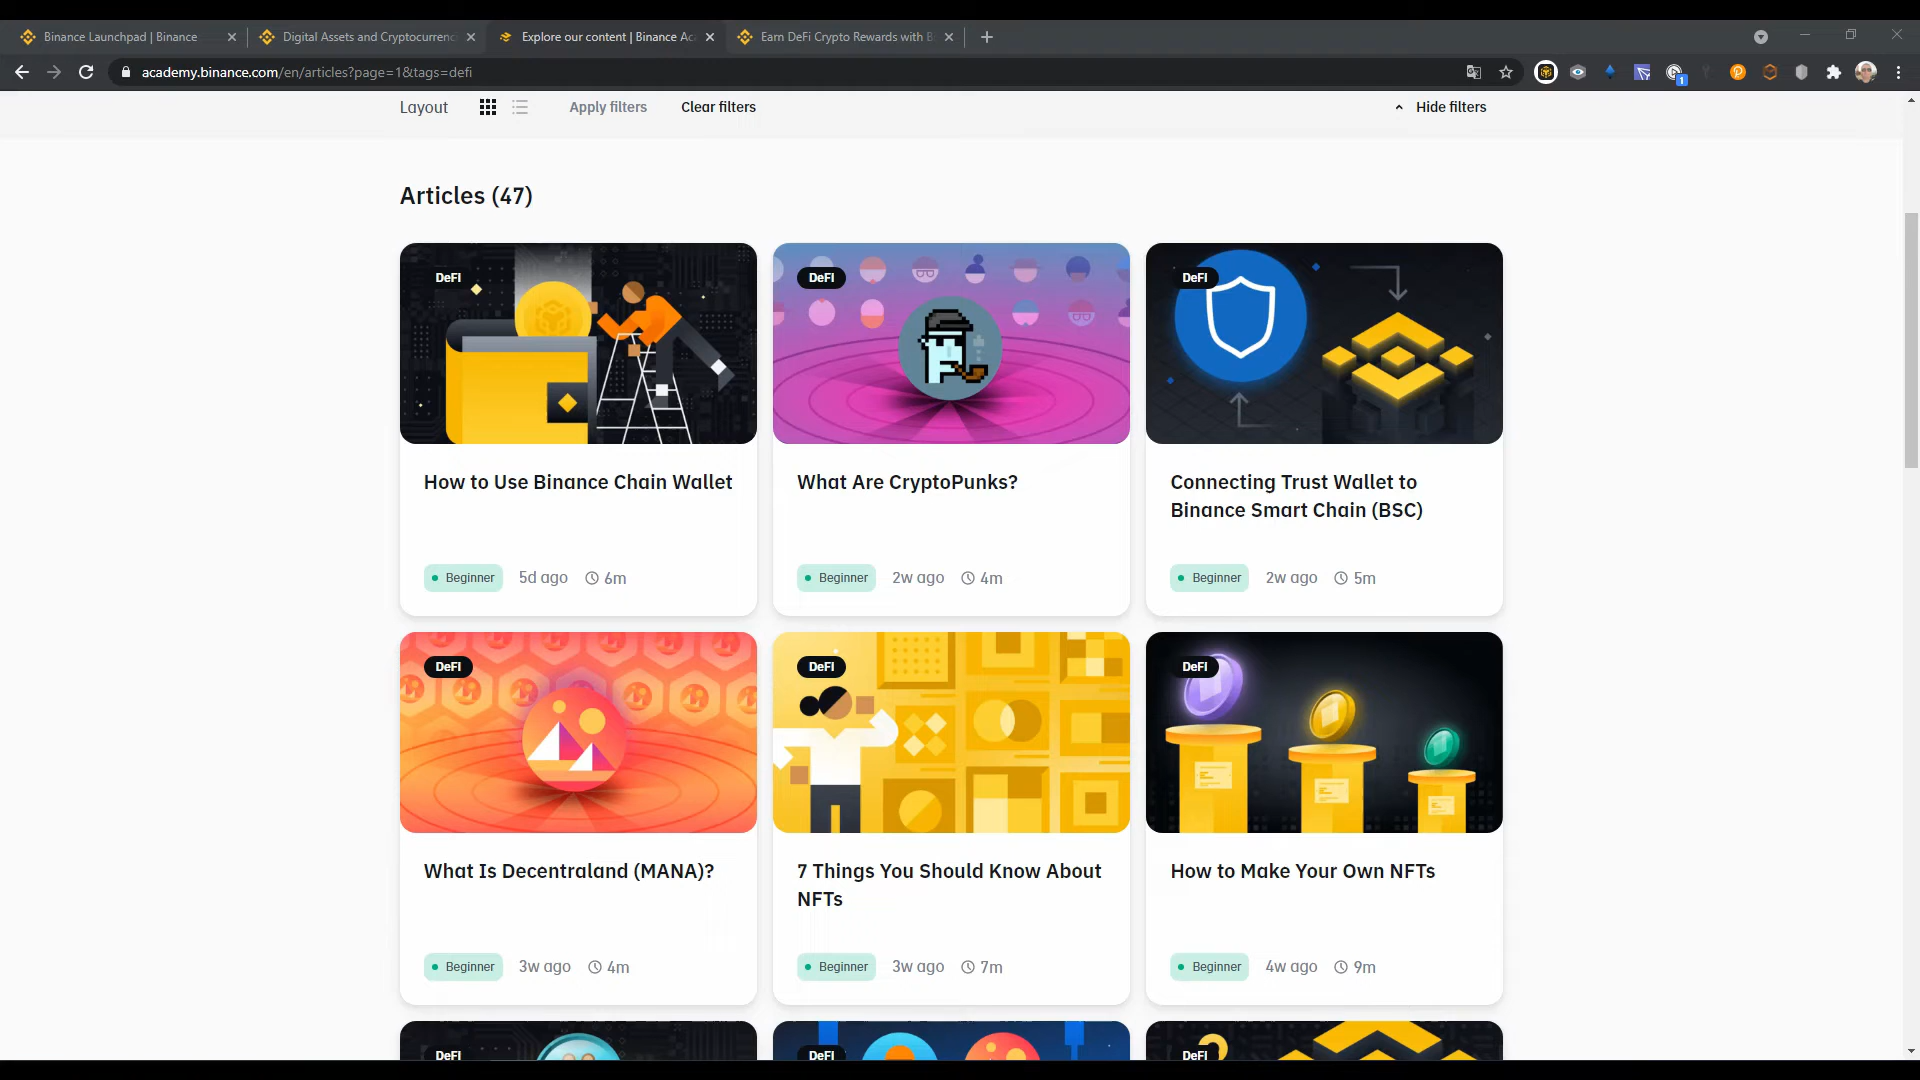 Binance Launchpad | Binance
Digital Assets and Cryptocurrenc
Explore our content | Binance Ac
Earn DeFi Crypto Rewards with B
academy.binance.com/en/articles?page=1&tags=defi
1
Layout
Apply filters
Clear filters
Hide filters
Articles (47)
DeFi
How to Use Binance Chain Wallet
Beginner
5d ago
6m
DeFi
What Are CryptoPunks?
Beginner
2w ago
4m
DeFi
Connecting Trust Wallet to
Binance Smart Chain (BSC)
Beginner
2w ago
5m
DeFi
What Is Decentraland (MANA)?
Beginner
3w ago
4m
DeFi
7 Things You Should Know About
NFTs
Beginner
3w ago
7m
DeFi
How to Make Your Own NFTs
Beginner
4w ago
9m
DeFi
DeFi
DeFi